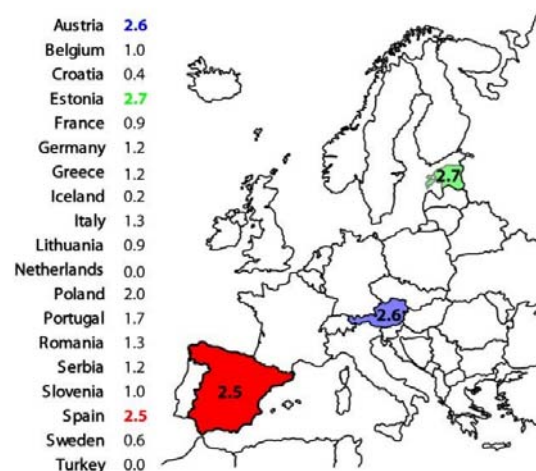 Austria 2.6
Belgium 1.0
Croatia 0.4
Estonia 2.7
France 0.9
Germany 1.2
Greece 1.2
Iceland 0.2
Italy 1.3
Lithuania 0.9
Netherlands 0.0
Poland 2.0
Portugal 1.7
Romania 1.3
Serbia 1.2
Slovenia 1.0
Spain 2.5
Sweden 0.6
Turkey 0.0
2.7
2.6
2.5